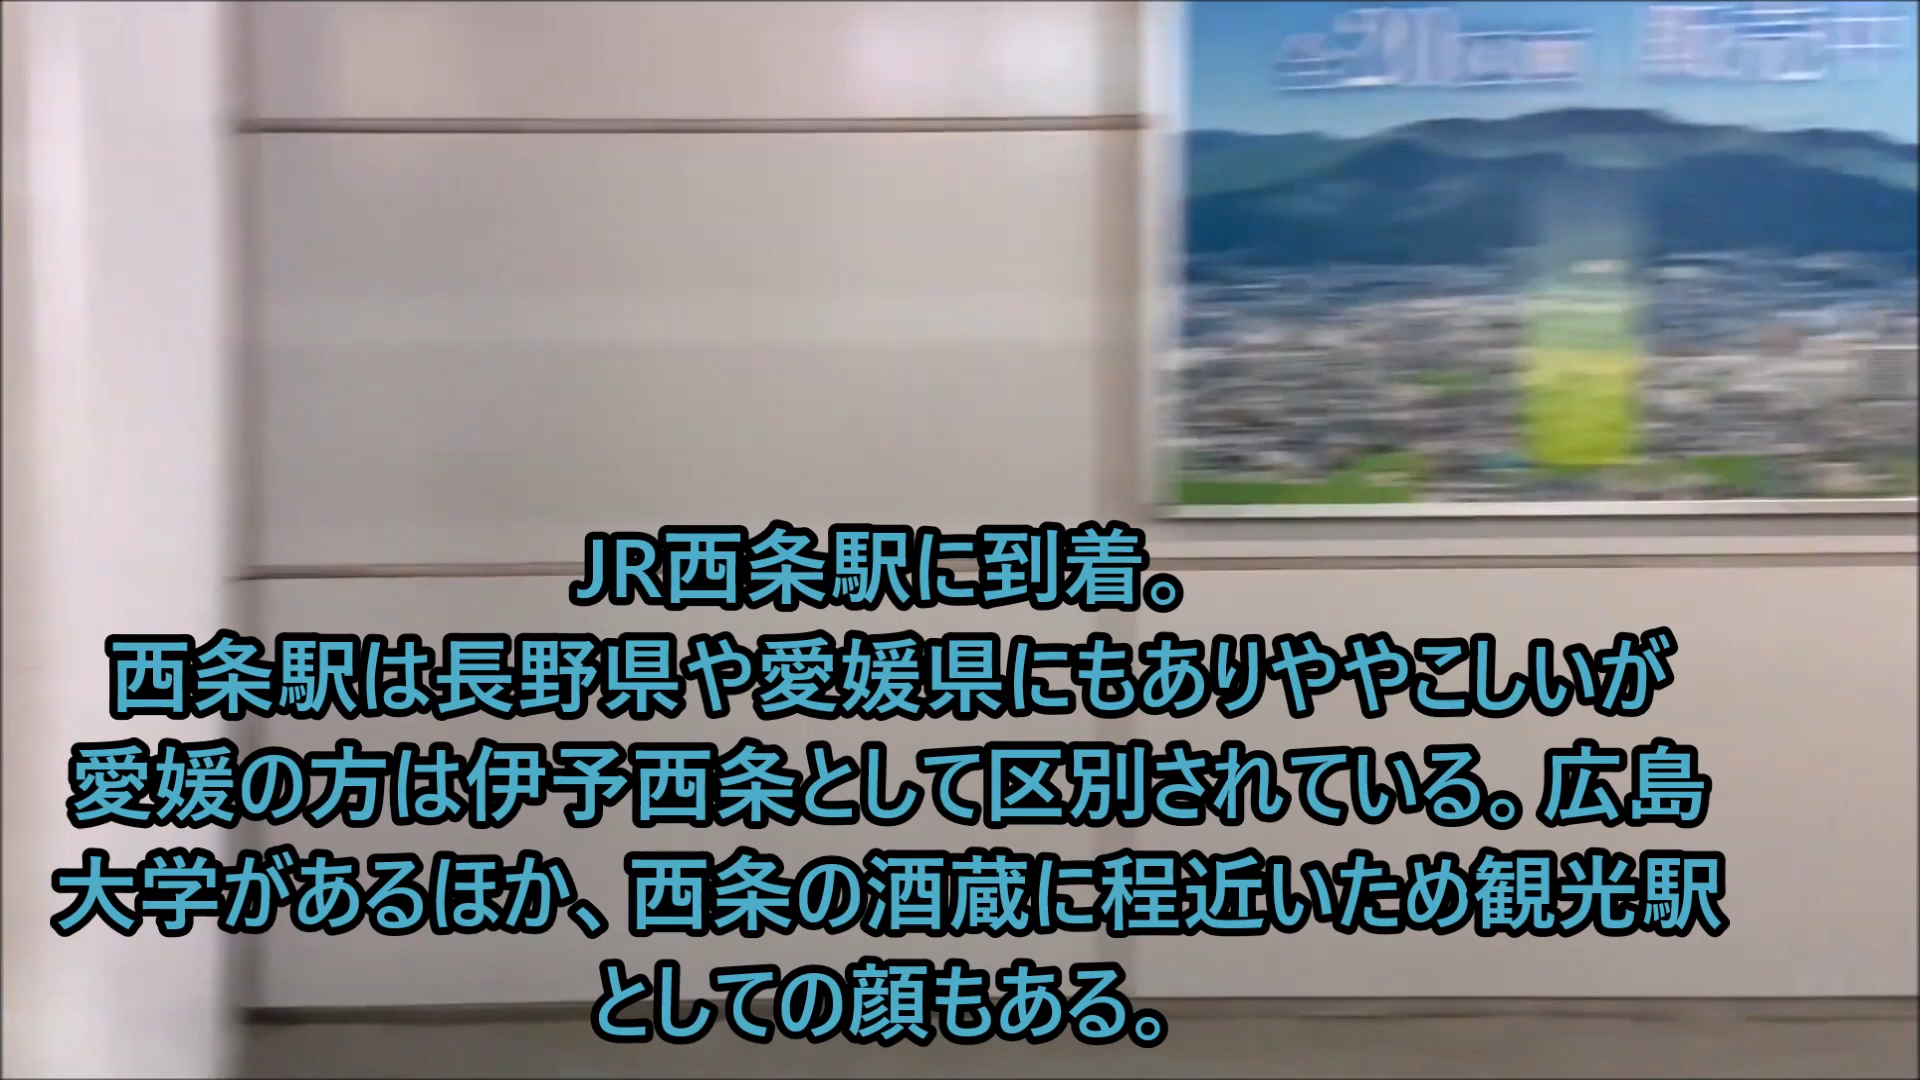 販売中
JR西条駅に到着。
西条駅は長野県や愛媛県にもありややこしいが
愛媛の方は伊予西条として区別されている。広島
大学があるほか、西条の酒蔵に程近いため観光駅
としての顔もある。